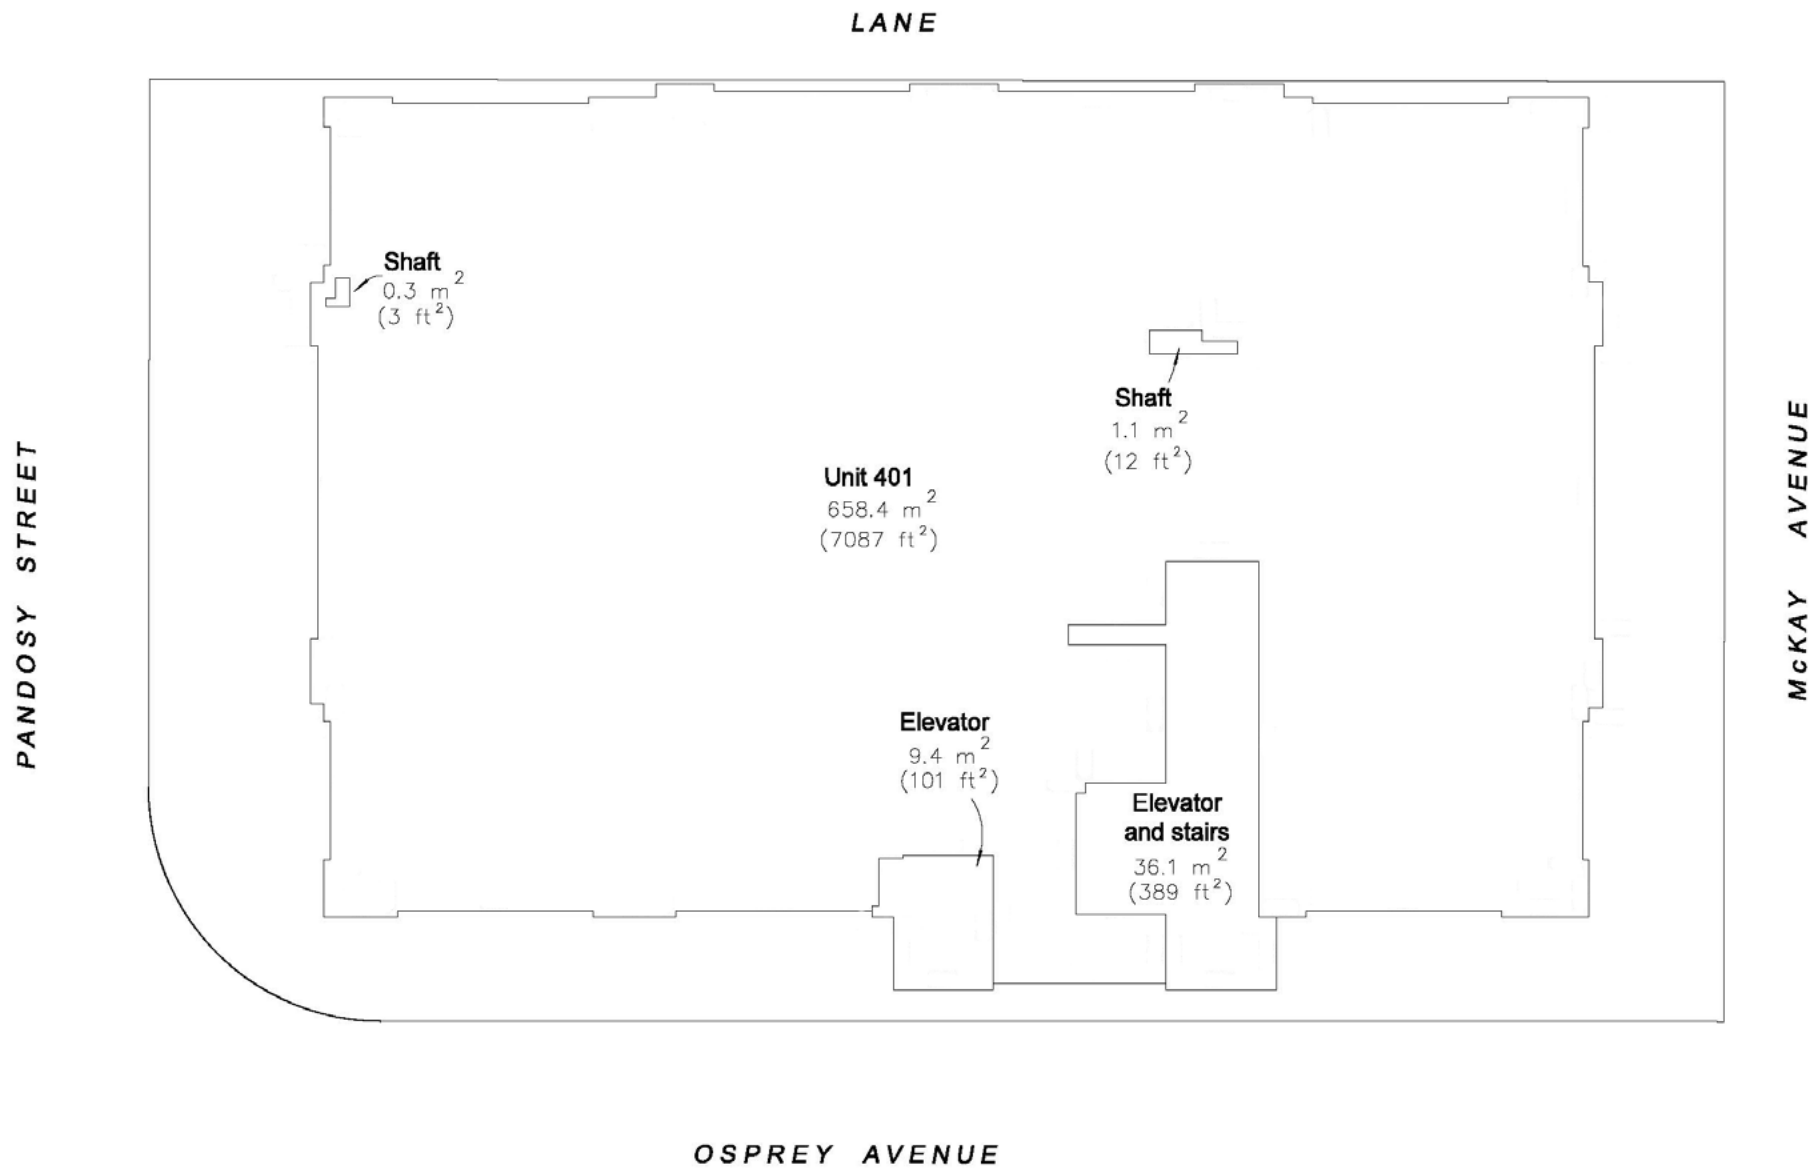 LANE
Shaft
0.3 m²
(3 ft²)
Shaft
1.1 m²
(12 ft²)
Unit 401
658.4 m²
(7087 ft²)
PANDOSY STREET
McKAY AVENUE
Elevator
9.4 m²
(101 ft²)
Elevator
and stairs
36.1 m²
(389 ft²)
OSPREY AVENUE